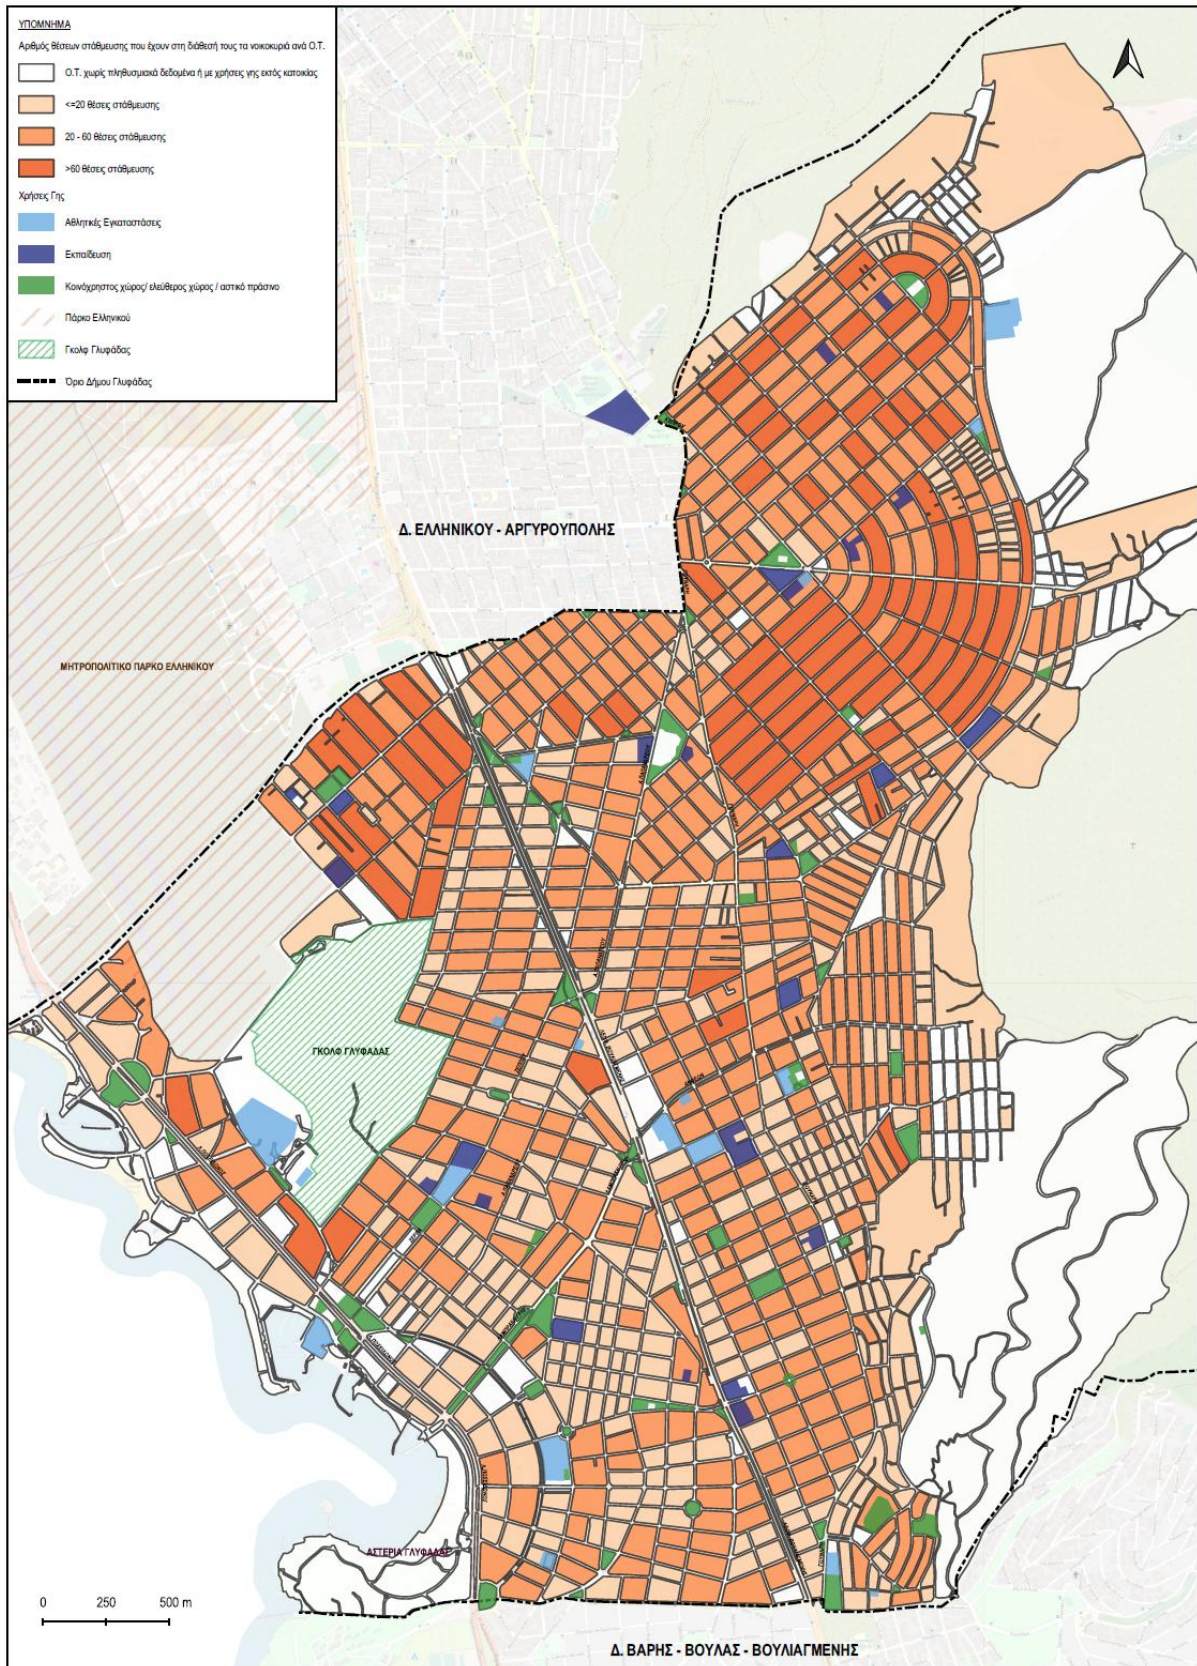 ΥΠΟΜΝΗΜΑ
Αριθμός θέσεων στάθμευσης που έχουν στη διάθεσή τους τα νοικοκυριά ανά Ο.Τ.
Ο.Τ. χωρίς πληθυσμιακά δεδομένα ή με χρήσεις γης εκτός κατοικίας
<=20 θέσεις στάθμευσης
20 - 60 θέσεις στάθμευσης
>60 θέσεις στάθμευσης
Χρήσεις Γης
Αθλητικές Εγκαταστάσεις
Εκπαίδευση
Κοινόχρηστος χώρος/ ελεύθερος χώρος / αστικό πράσινο
Πάρκο Ελληνικού
Γκολφ Γλυφάδας
Όριο Δήμου Γλυφάδας
Δ. ΕΛΛΗΝΙΚΟΥ - ΑΡΓΥΡΟΥΠΟΛΗΣ
ΜΗΤΡΟΠΟΛΙΤΙΚΟ ΠΑΡΚΟ ΕΛΛΗΝΙΚΟΥ
ΓΚΟΛΦ ΓΛΥΦΑΔΑΣ
ΑΣΤΕΡΙΑ ΓΛΥΦΑΔΑΣ
0 250 500 m
Δ. ΒΑΡΗΣ - ΒΟΥΛΑΣ - ΒΟΥΛΙΑΓΜΕΝΗΣ